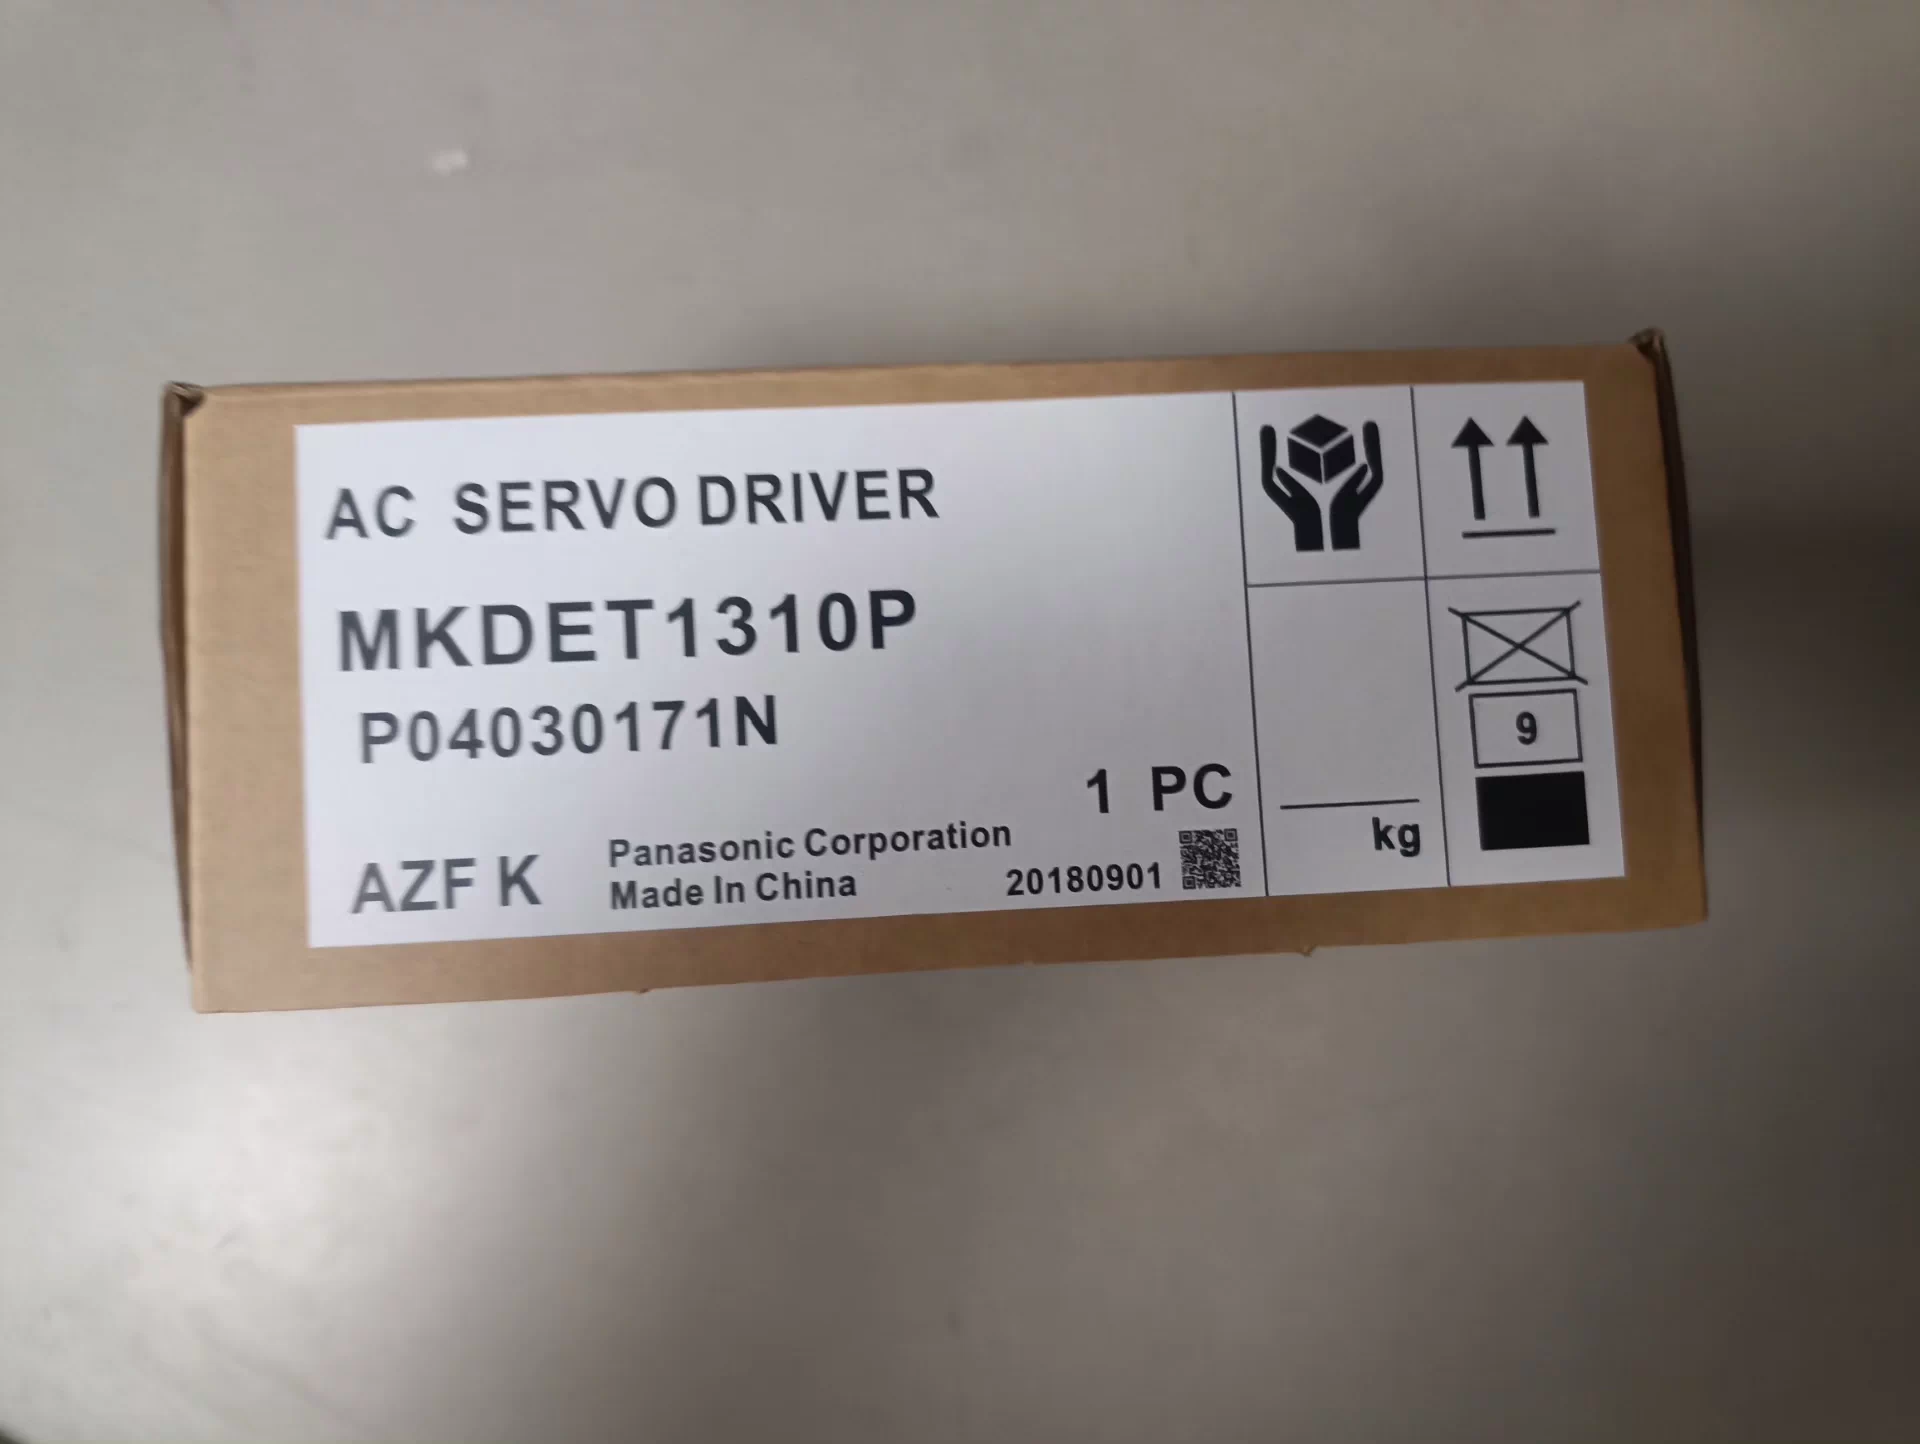 AC SERVO DRIVER
MKDET1310P
P04030171N
1 PC
AZF K
Panasonic Corporation
Made In China
20180901
kg
9